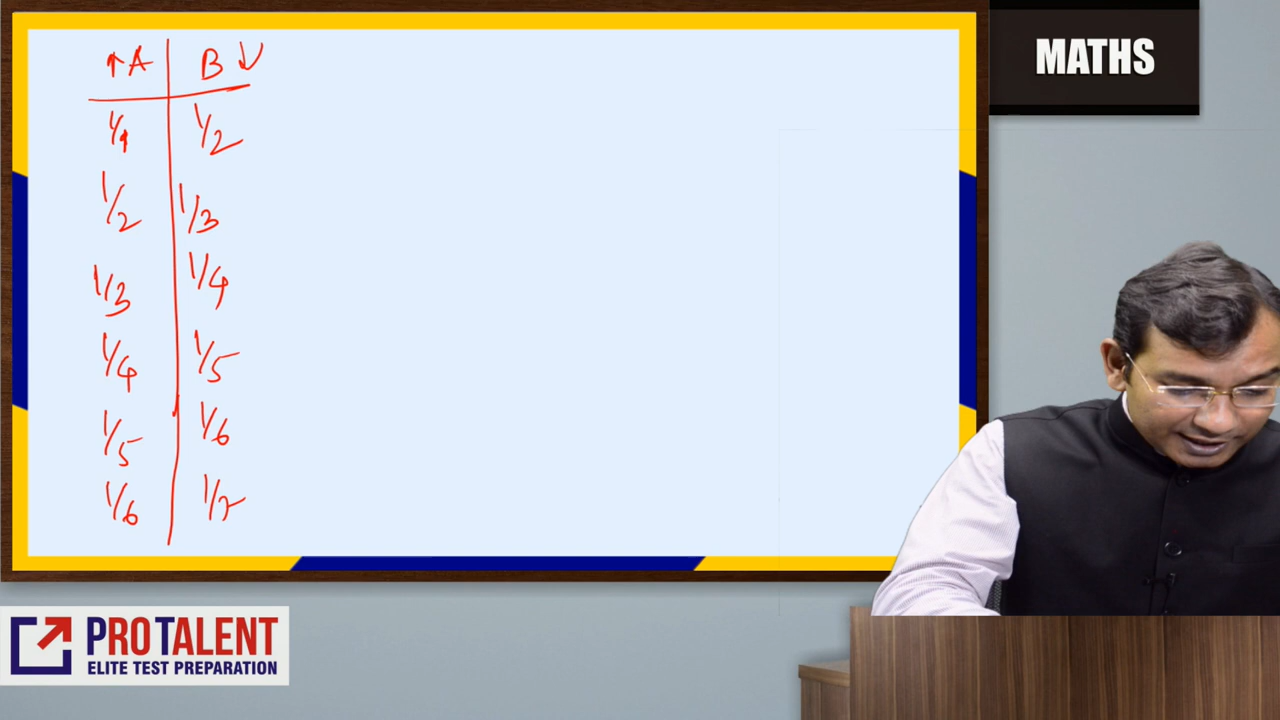 MATHS
↑A B↓
1/1 1/2
1/2 1/3
1/3 1/4
1/4 1/5
1/5 1/6
1/6 1/7
PROTALENT
ELITE TEST PREPARATION